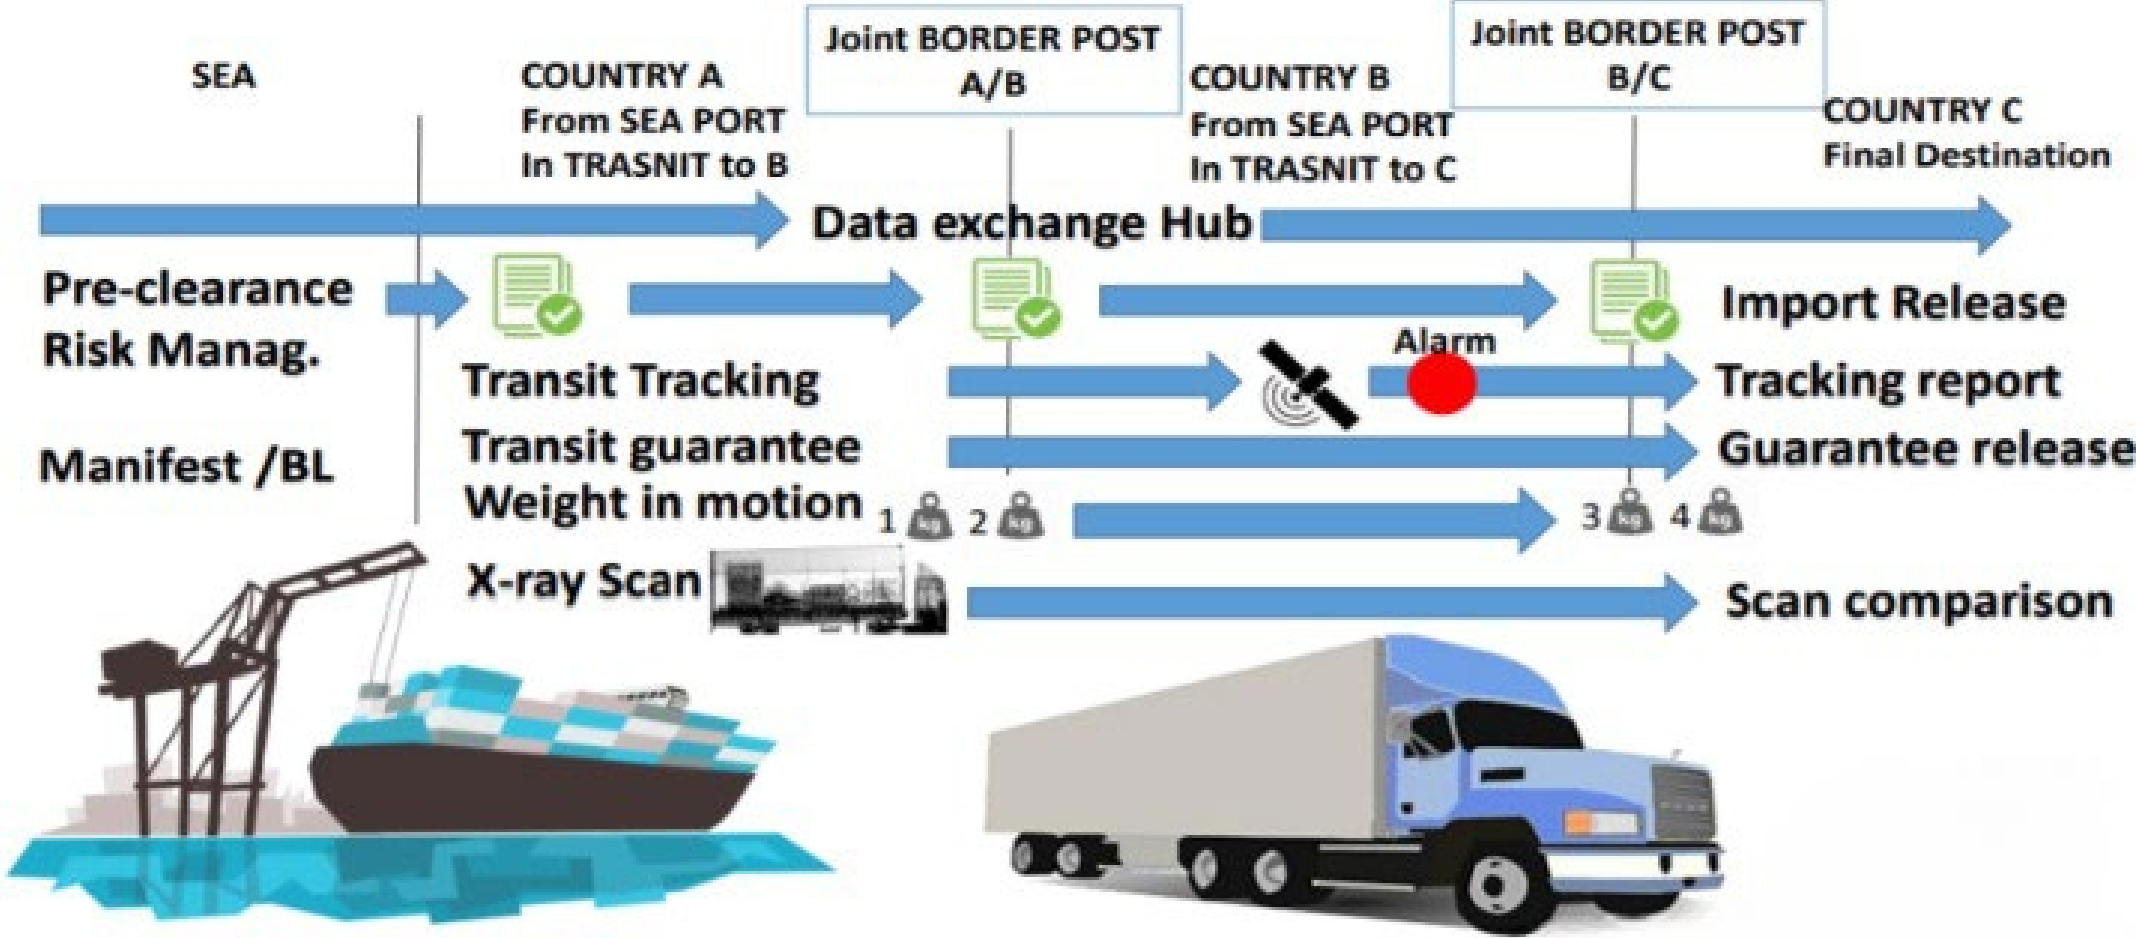 SEA
COUNTRY A
From SEA PORT
In TRASNIT to B
Joint BORDER POST
A/B
COUNTRY B
From SEA PORT
In TRASNIT to C
Joint BORDER POST
B/C
COUNTRY C
Final Destination
Data exchange Hub
Pre-clearance
Risk Manag.
Import Release
Alarm
Transit Tracking
Tracking report
Manifest /BL
Transit guarantee
Guarantee release
Weight in motion
1 kg 2 kg
3 kg 4 kg
X-ray Scan
Scan comparison